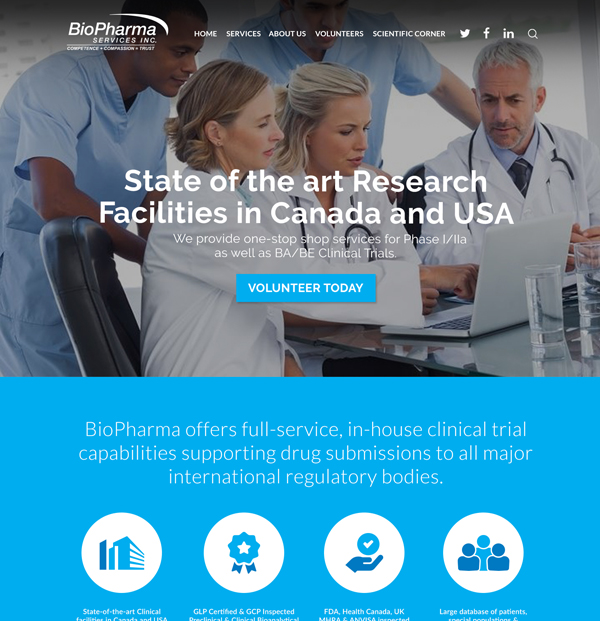 BioPharma
SERVICES INC.
COMPETENCE • COMPASSION • TRUST
HOME SERVICES ABOUT US VOLUNTEERS SCIENTIFIC CORNER
State of the art Research
Facilities in Canada and USA
We provide one-stop shop services for Phase I/IIa
as well as BA/BE Clinical Trials.
VOLUNTEER TODAY
BioPharma offers full-service, in-house clinical trial
capabilities supporting drug submissions to all major
international regulatory bodies.
State-of-the-art Clinical
facilities in Canada and USA
GLP Certified & GCP Inspected
Preclinical & Clinical Bioanalytical
FDA, Health Canada, UK
MHRA & ANVISA inspected
Large database of patients,
special populations &